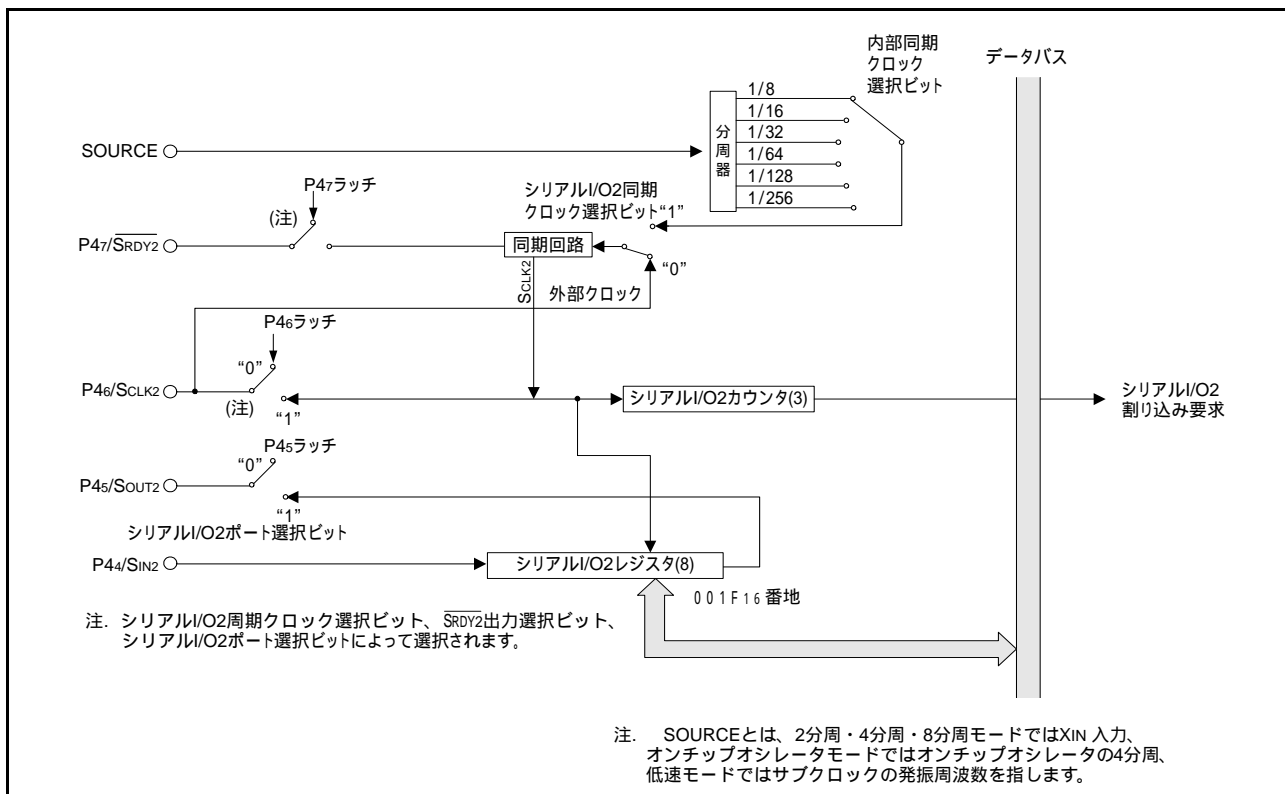 内部同期
クロック
選択ビット
データバス
SOURCE
分
周
器
1/8
1/16
1/32
1/64
1/128
1/256
P47ラッチ
(注)
シリアルI/O2同期
クロック選択ビット“1”
P47/SRDY2
同期回路
“0”
SCLK2
外部クロック
P46ラッチ
“0”
P46/SCLK2
(注)
“1”
シリアルI/O2カウンタ(3)
シリアルI/O2
割り込み要求
P45ラッチ
“0”
P45/SOUT2
“1”
シリアルI/O2ポート選択ビット
P44/SIN2
シリアルI/O2レジスタ(8)
001F16番地
注. シリアルI/O2周期クロック選択ビット、SRDY2出力選択ビット、
シリアルI/O2ポート選択ビットによって選択されます。
注. SOURCEとは、2分周・4分周・8分周モードではXIN 入力、
オンチップオシレータモードではオンチップオシレータの4分周、
低速モードではサブクロックの発振周波数を指します。